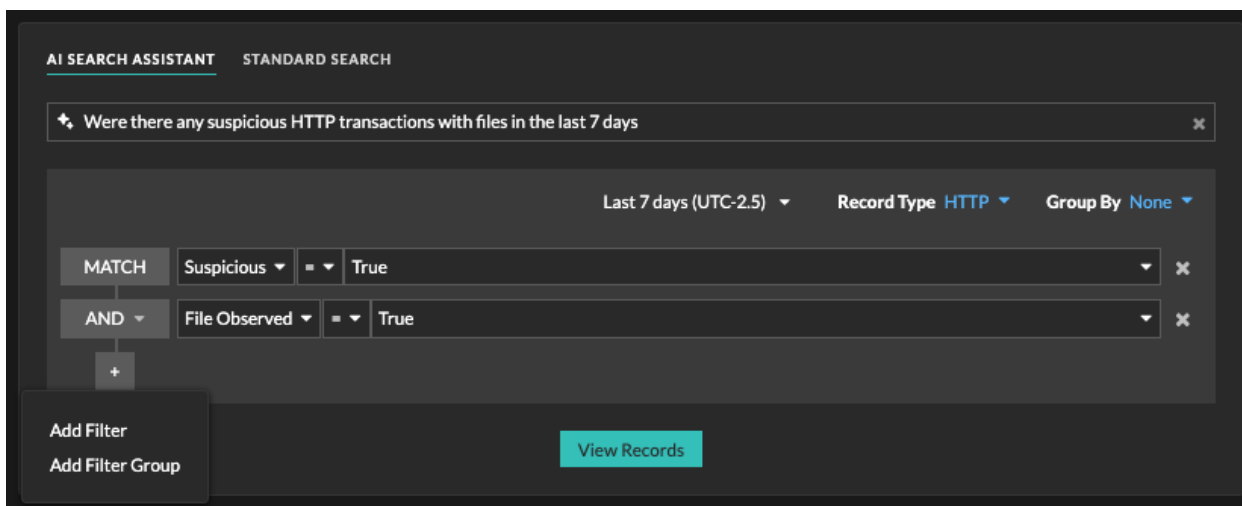 AI SEARCH ASSISTANT STANDARD SEARCH
Were there any suspicious HTTP transactions with files in the last 7 days
Last 7 days (UTC-2.5) Record Type HTTP Group By None
MATCH Suspicious = True
AND File Observed = True
+
Add Filter
Add Filter Group
View Records